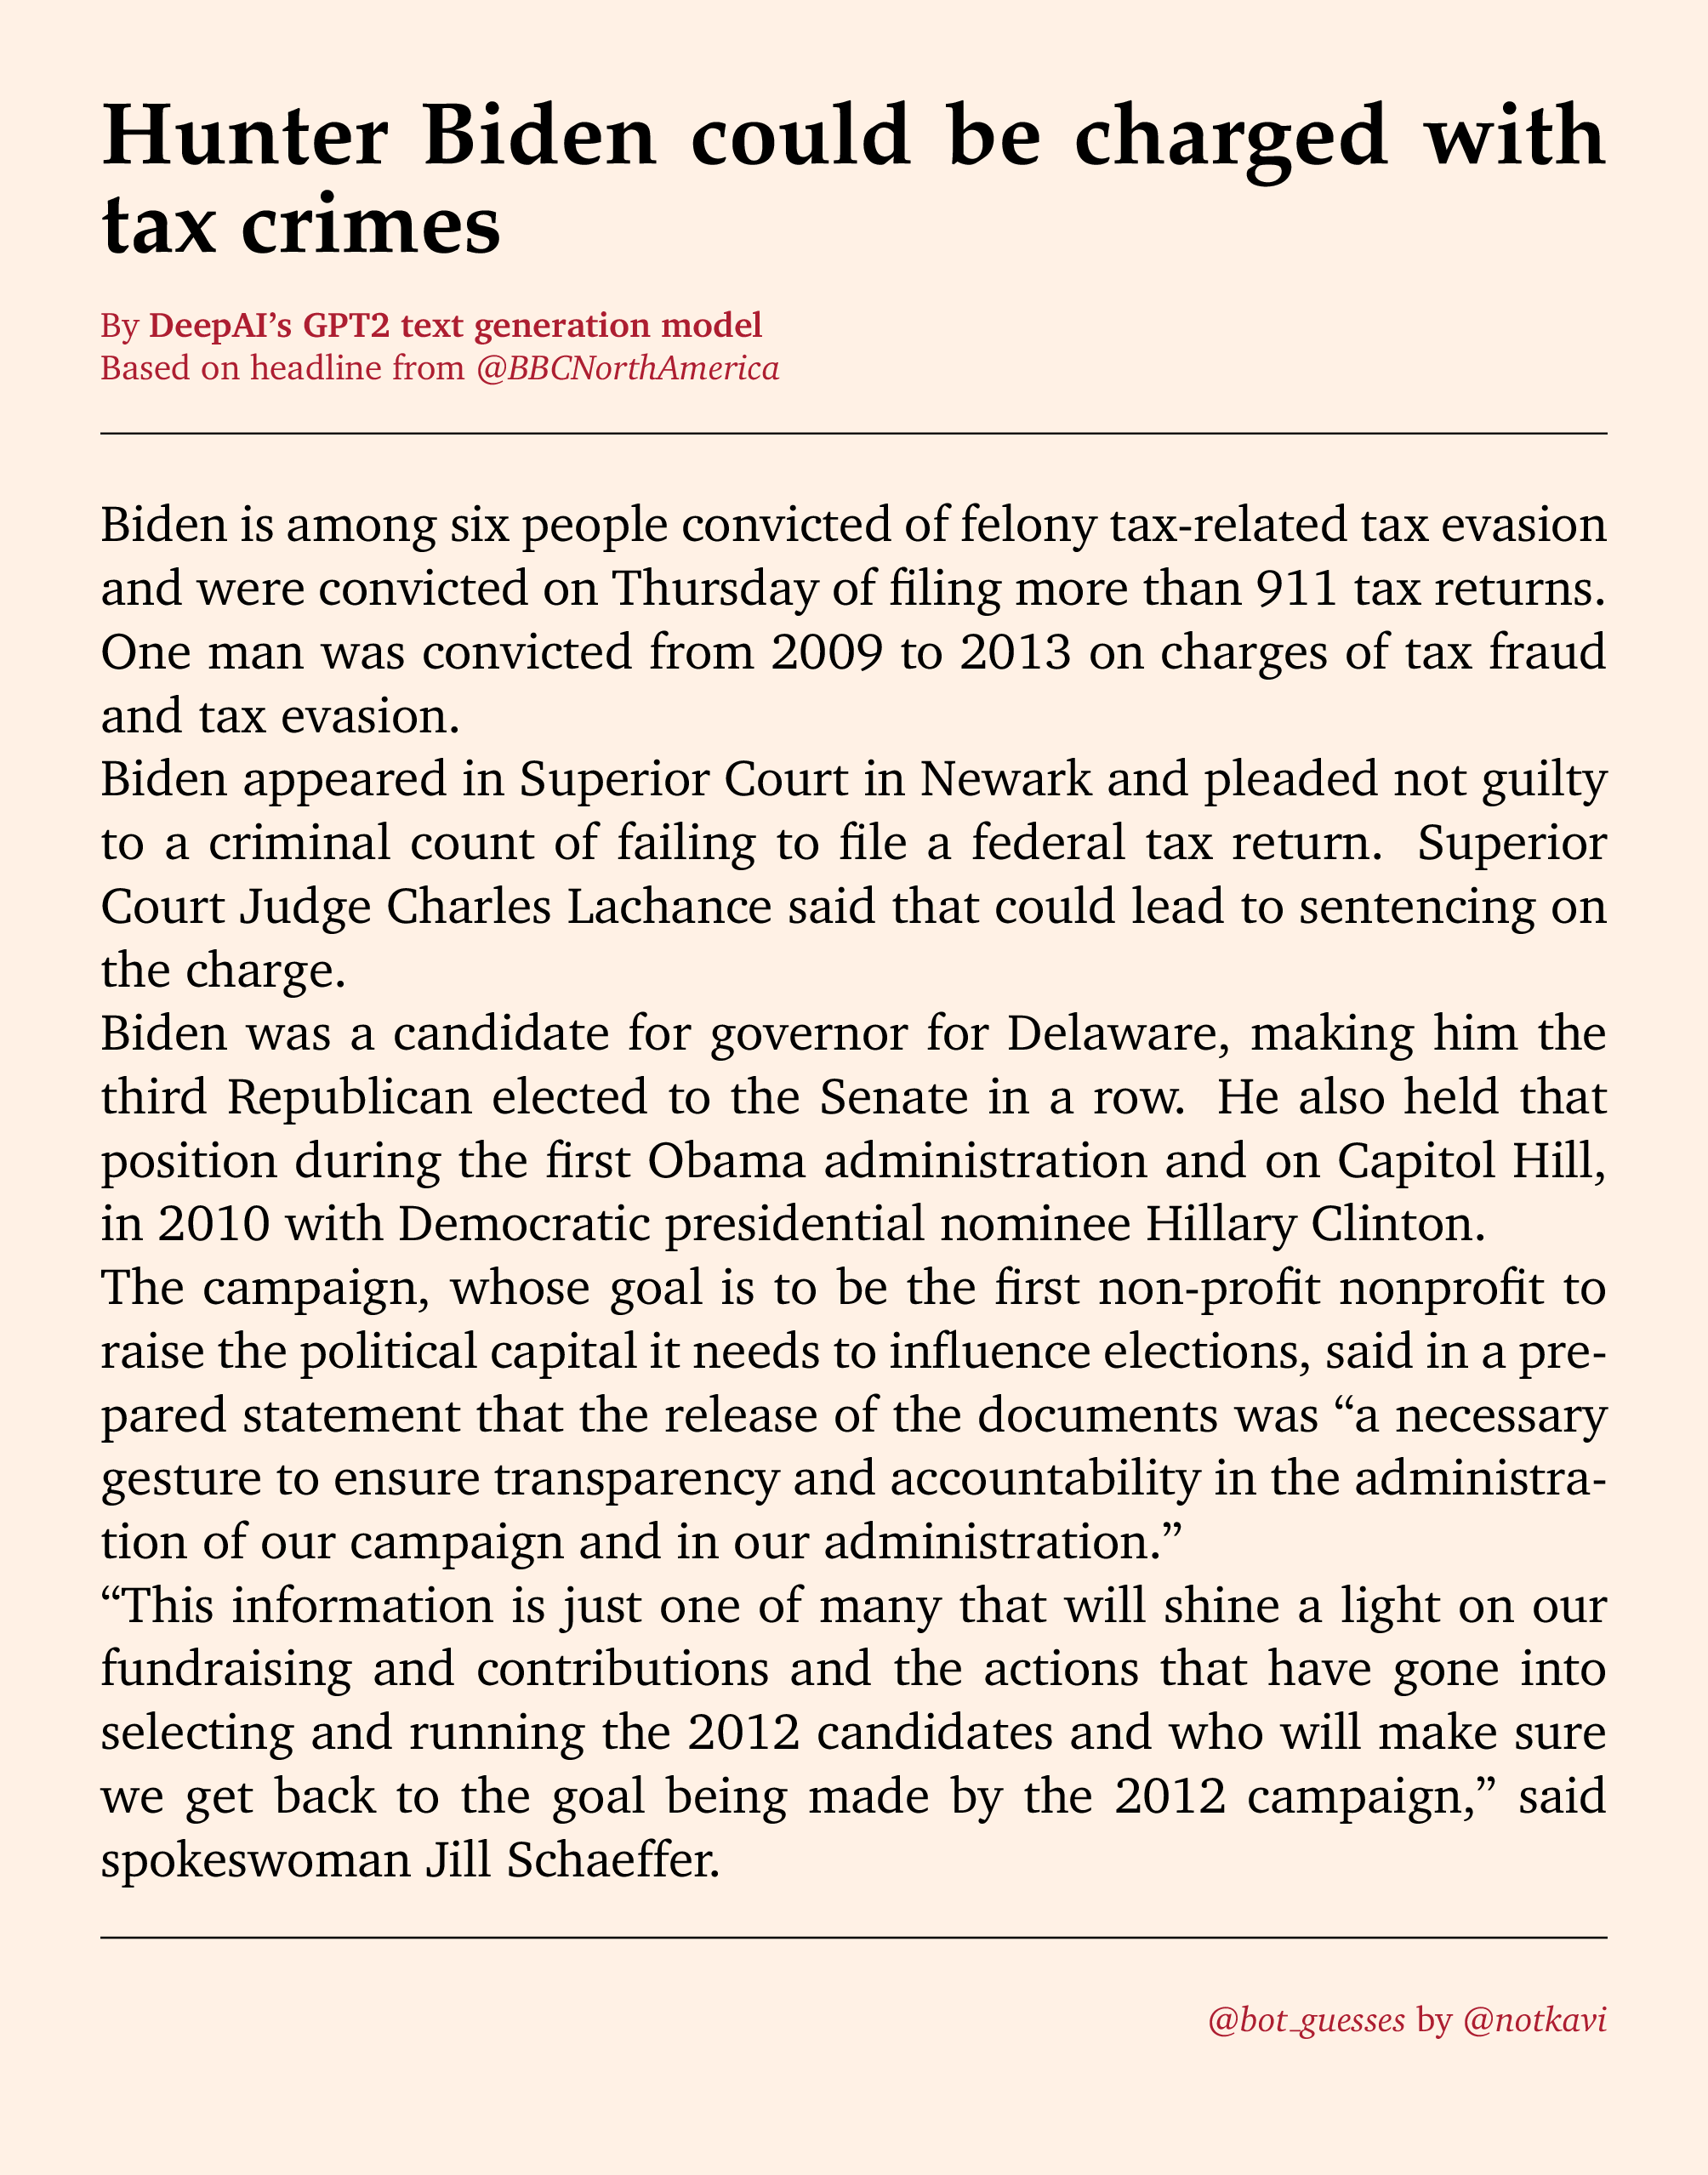 Hunter Biden could be charged with
tax crimes
By DeepAI’s GPT2 text generation model
Based on headline from @BBCNorthAmerica
Biden is among six people convicted of felony tax-related tax evasion
and were convicted on Thursday of filing more than 911 tax returns.
One man was convicted from 2009 to 2013 on charges of tax fraud
and tax evasion.
Biden appeared in Superior Court in Newark and pleaded not guilty
to a criminal count of failing to file a federal tax return. Superior
Court Judge Charles Lachance said that could lead to sentencing on
the charge.
Biden was a candidate for governor for Delaware, making him the
third Republican elected to the Senate in a row. He also held that
position during the first Obama administration and on Capitol Hill,
in 2010 with Democratic presidential nominee Hillary Clinton.
The campaign, whose goal is to be the first non-profit nonprofit to
raise the political capital it needs to influence elections, said in a pre-
pared statement that the release of the documents was “a necessary
gesture to ensure transparency and accountability in the administra-
tion of our campaign and in our administration.”
“This information is just one of many that will shine a light on our
fundraising and contributions and the actions that have gone into
selecting and running the 2012 candidates and who will make sure
we get back to the goal being made by the 2012 campaign,” said
spokeswoman Jill Schaeffer.
@bot_guesses by @notkavi